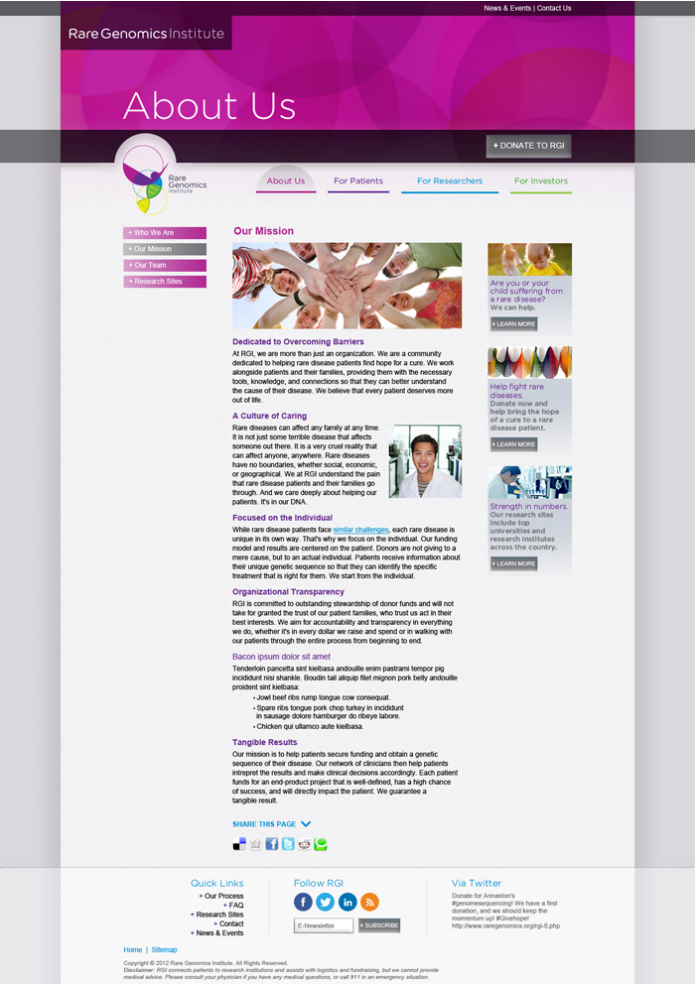 News & Events | Contact Us
Rare Genomics Institute
About Us
+ DONATE TO RGI
Rare
Genomics
Institute
About Us
For Patients
For Researchers
For Investors
+ Who We Are
+ Our Mission
+ Our Team
+ Research Sites
Our Mission
Dedicated to Overcoming Barriers
At RGI, we are more than just an organization. We are a community
dedicated to helping rare disease patients find hope for a cure. We work
alongside patients and their families, providing them with the necessary
tools, knowledge, and connections so that they can better understand
the cause of their disease. We believe that every patient deserves more
out of life.
A Culture of Caring
Rare diseases can affect any family at any time.
It is not just some terrible disease that affects
someone out there. It is a very cruel reality that
can affect anyone, anywhere. Rare diseases
have no boundaries, whether social, economic,
or geographical. We at RGI understand the pain
that rare disease patients and their families go
through. And we care deeply about helping our
patients. It's in our DNA.
Focused on the Individual
While rare disease patients face similar challenges, each rare disease is
unique in its own way. That's why we focus on the individual. Our funding
model and results are centered on the patient. Donors are not giving to a
mere cause, but to an actual individual. Patients receive information about
their unique genetic sequence so that they can identify the specific
treatment that is right for them. We start from the individual.
Organizational Transparency
RGI is committed to outstanding stewardship of donor funds and will not
take for granted the trust of our patient families, who trust us act in their
best interests. We aim for accountability and transparency in everything
we do, whether it's in every dollar we raise and spend or in walking with
our patients through the entire process from beginning to end.
Bacon ipsum dolor sit amet
Tenderloin pancetta sint kielbasa andouille enim pastrami tempor pig
incididunt nisi shankle. Boudin tail aliquip filet mignon pork belly andouille
proident sint kielbasa:
• Jowl beef ribs rump tongue cow consequat.
• Spare ribs tongue pork chop turkey in incididunt
in sausage dolore hamburger do ribeye labore.
• Chicken qui ullamco aute kielbasa.
Tangible Results
Our mission is to help patients secure funding and obtain a genetic
sequence of their disease. Our network of clinicians then help patients
intrepret the results and make clinical decisions accordingly. Each patient
funds for an end-product project that is well-defined, has a high chance
of success, and will directly impact the patient. We guarantee a
tangible result.
SHARE THIS PAGE
Are you or your
child suffering from
a rare disease?
We can help.
+ LEARN MORE
Help fight rare
diseases.
Donate now and
help bring the hope
of a cure to a rare
disease patient.
+ LEARN MORE
Strength in numbers.
Our research sites
include top
universities and
research institutes
across the country.
+ LEARN MORE
Quick Links
+ Our Process
+ FAQ
+ Research Sites
+ Contact
+ News & Events
Follow RGI
E-Newsletter
+ SUBSCRIBE
Via Twitter
Donate for Annaston's
#genomesequencing! We have a first
donation, and we should keep the
momentum up! #Givehope!
http://www.raregenomics.org/rgi-8.php
Home | Sitemap
Copyright © 2012 Rare Genomics Institute. All Rights Reserved.
Disclaimer: RGI connects patients to research institutions and assists with logistics and fundraising, but we cannot provide
medical advice. Please consult your physician if you have any medical questions, or call 911 in an emergency situation.